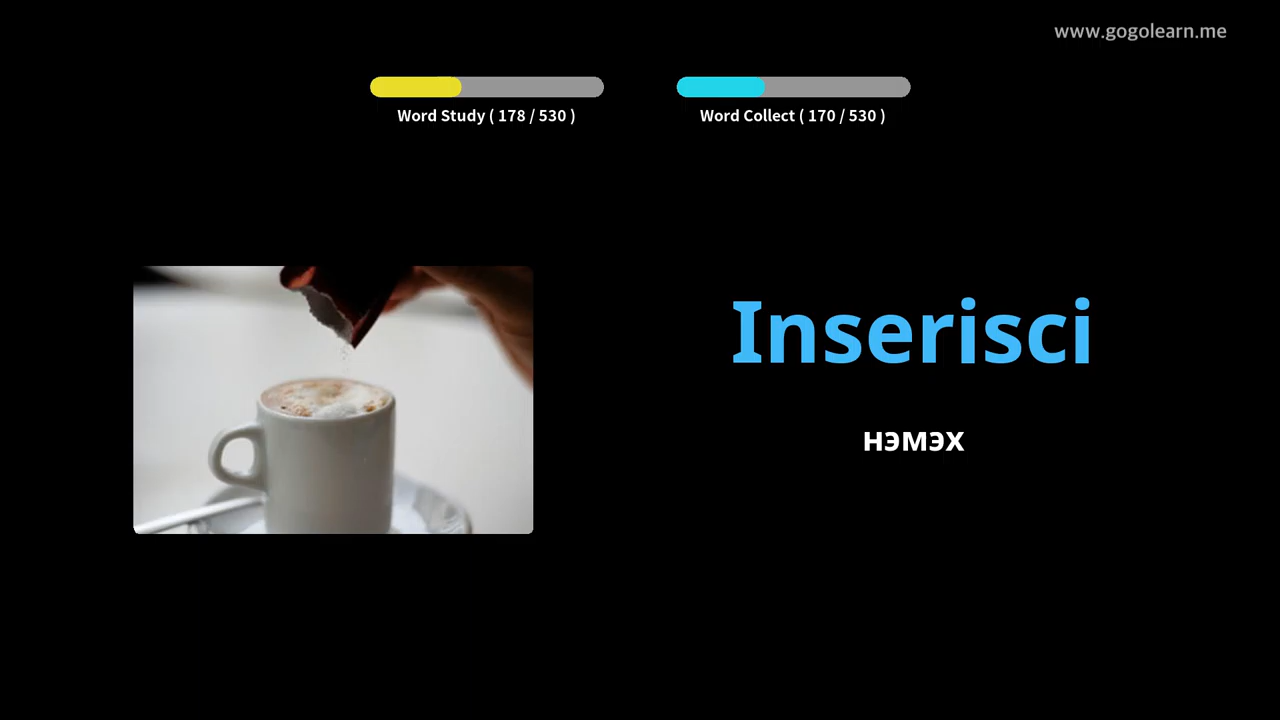 www.gogolearn.me
Word Study ( 178 / 530 )
Word Collect ( 170 / 530 )
Inserisci
нэмэх